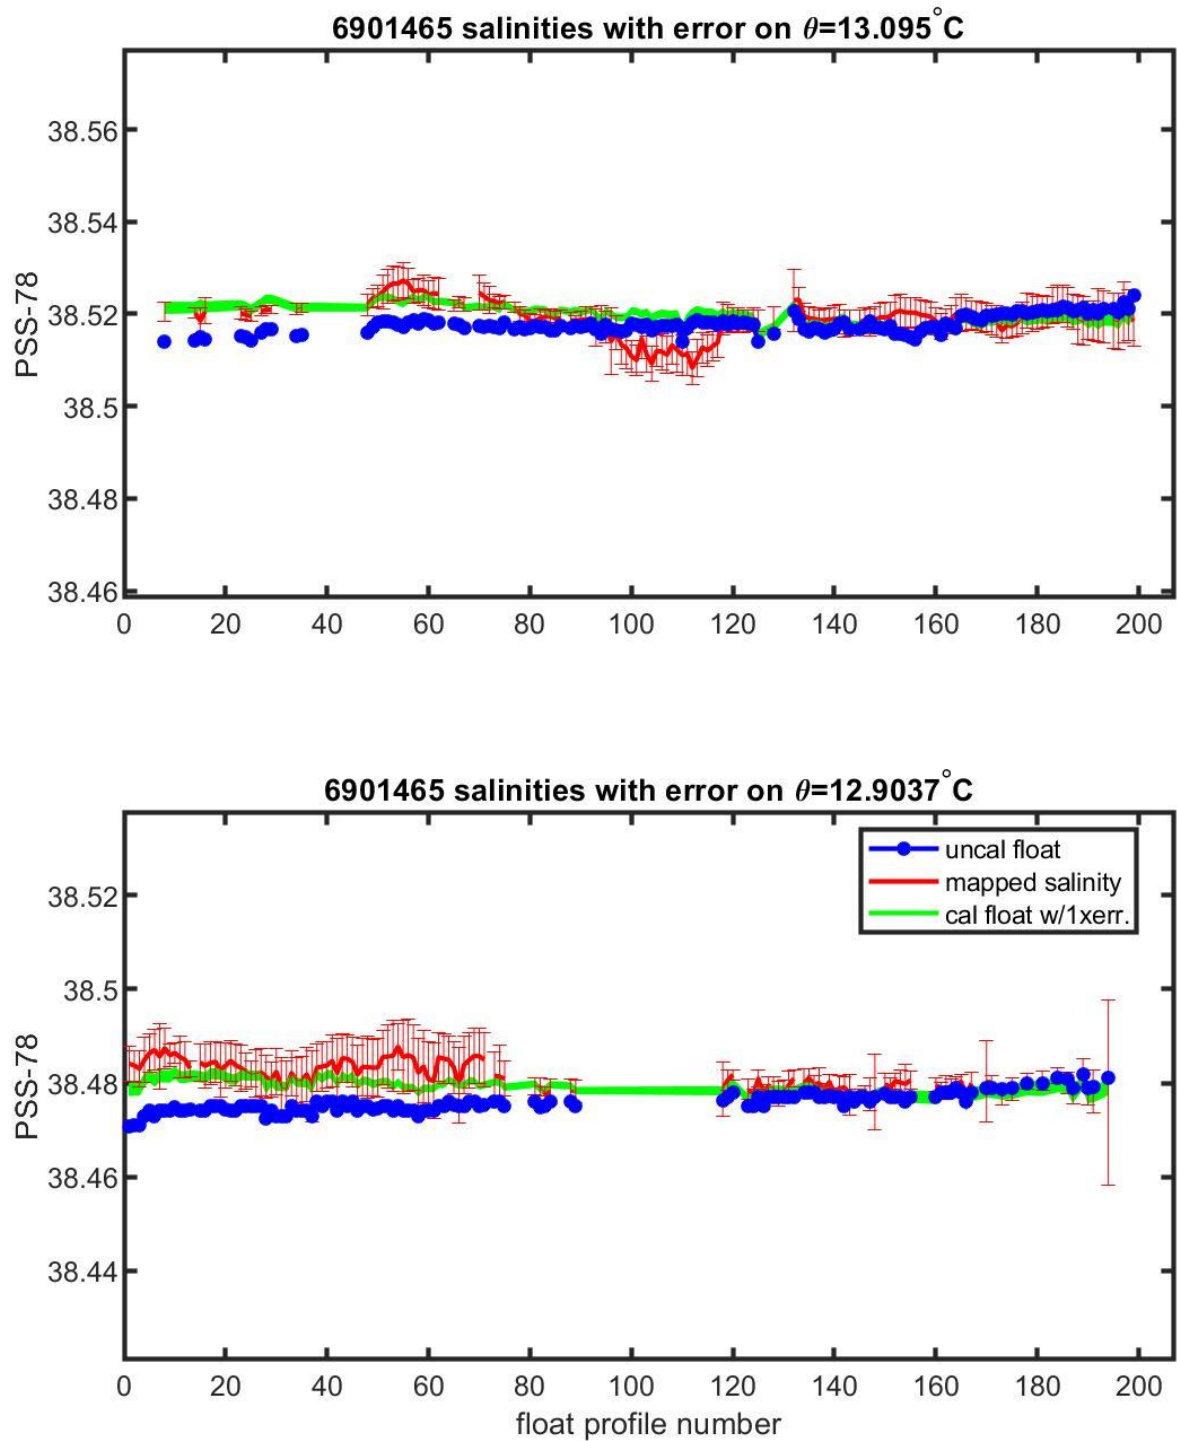 6901465 salinities with error on θ=13.095°C
PSS-78
38.56
38.54
38.52
38.5
38.48
38.46
0 20 40 60 80 100 120 140 160 180 200
6901465 salinities with error on θ=12.9037°C
uncal float
mapped salinity
cal float w/1xerr.
PSS-78
38.52
38.5
38.48
38.46
38.44
0 20 40 60 80 100 120 140 160 180 200
float profile number